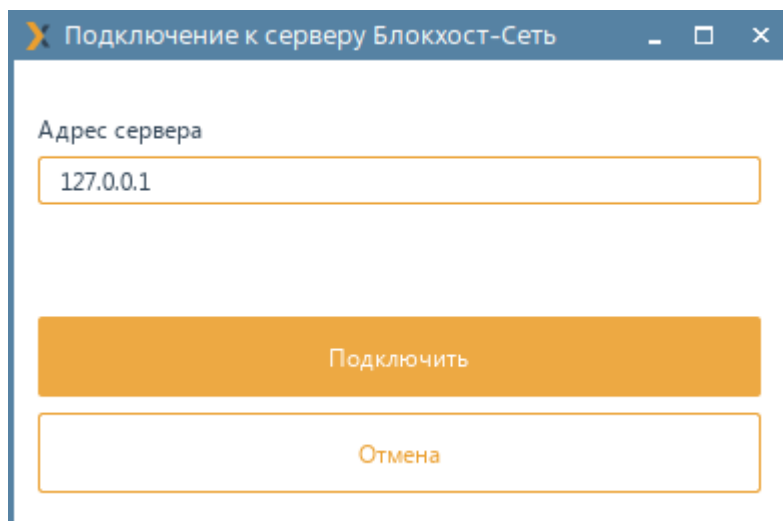 Подключение к серверу Блокхост-Сеть
Адрес сервера
127.0.0.1
Подключить
Отмена